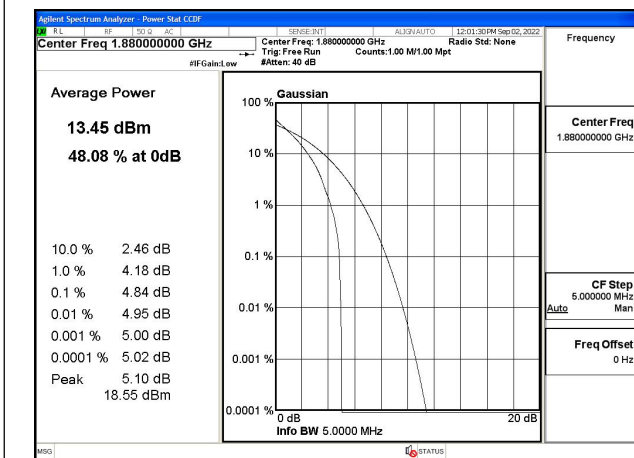 Agilent Spectrum Analyzer - Power Stat CCDF
RL RF 50 Ω AC SENSE:INT ALIGN AUTO 12:01:30 PM Sep 02, 2022
Center Freq 1.880000000 GHz
Center Freq: 1.880000000 GHz Radio Std: None
Trig: Free Run Counts:1.00 M/1.00 Mpt
#IFGain:Low #Atten: 40 dB
Frequency
Average Power
13.45 dBm
48.08 % at 0dB
10.0 % 2.46 dB
1.0 % 4.18 dB
0.1 % 4.84 dB
0.01 % 4.95 dB
0.001 % 5.00 dB
0.0001 % 5.02 dB
Peak 5.10 dB
18.55 dBm
Gaussian
100 %
10 %
1 %
0.1 %
0.01 %
0.001 %
0.0001 %
0 dB 20 dB
Info BW 5.0000 MHz
Center Freq
1.880000000 GHz
CF Step
5.000000 MHz
Auto Man
Freq Offset
0 Hz
MSG STATUS